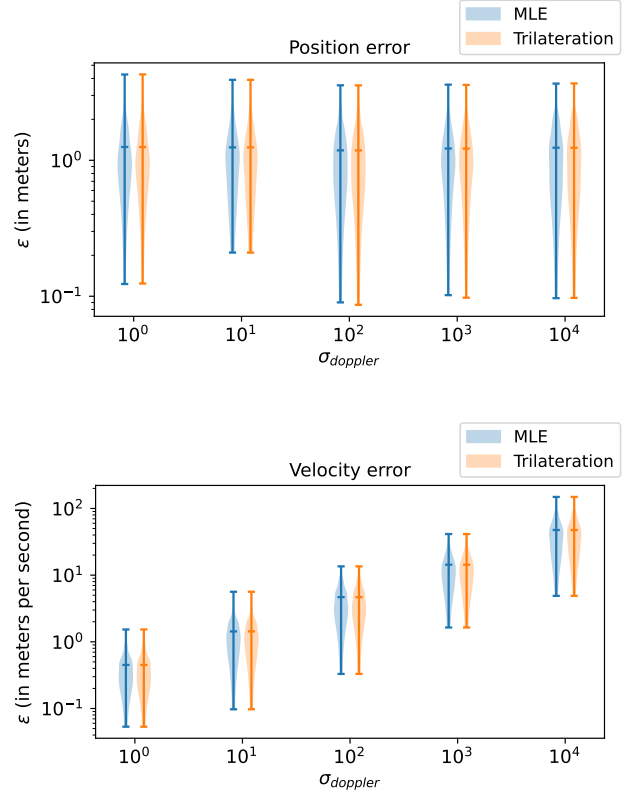 MLE
Trilateration
Position error
ε (in meters)
10⁰
10⁻¹
10⁰ 10¹ 10² 10³ 10⁴
σ_doppler
MLE
Trilateration
Velocity error
ε (in meters per second)
10²
10¹
10⁰
10⁻¹
10⁰ 10¹ 10² 10³ 10⁴
σ_doppler